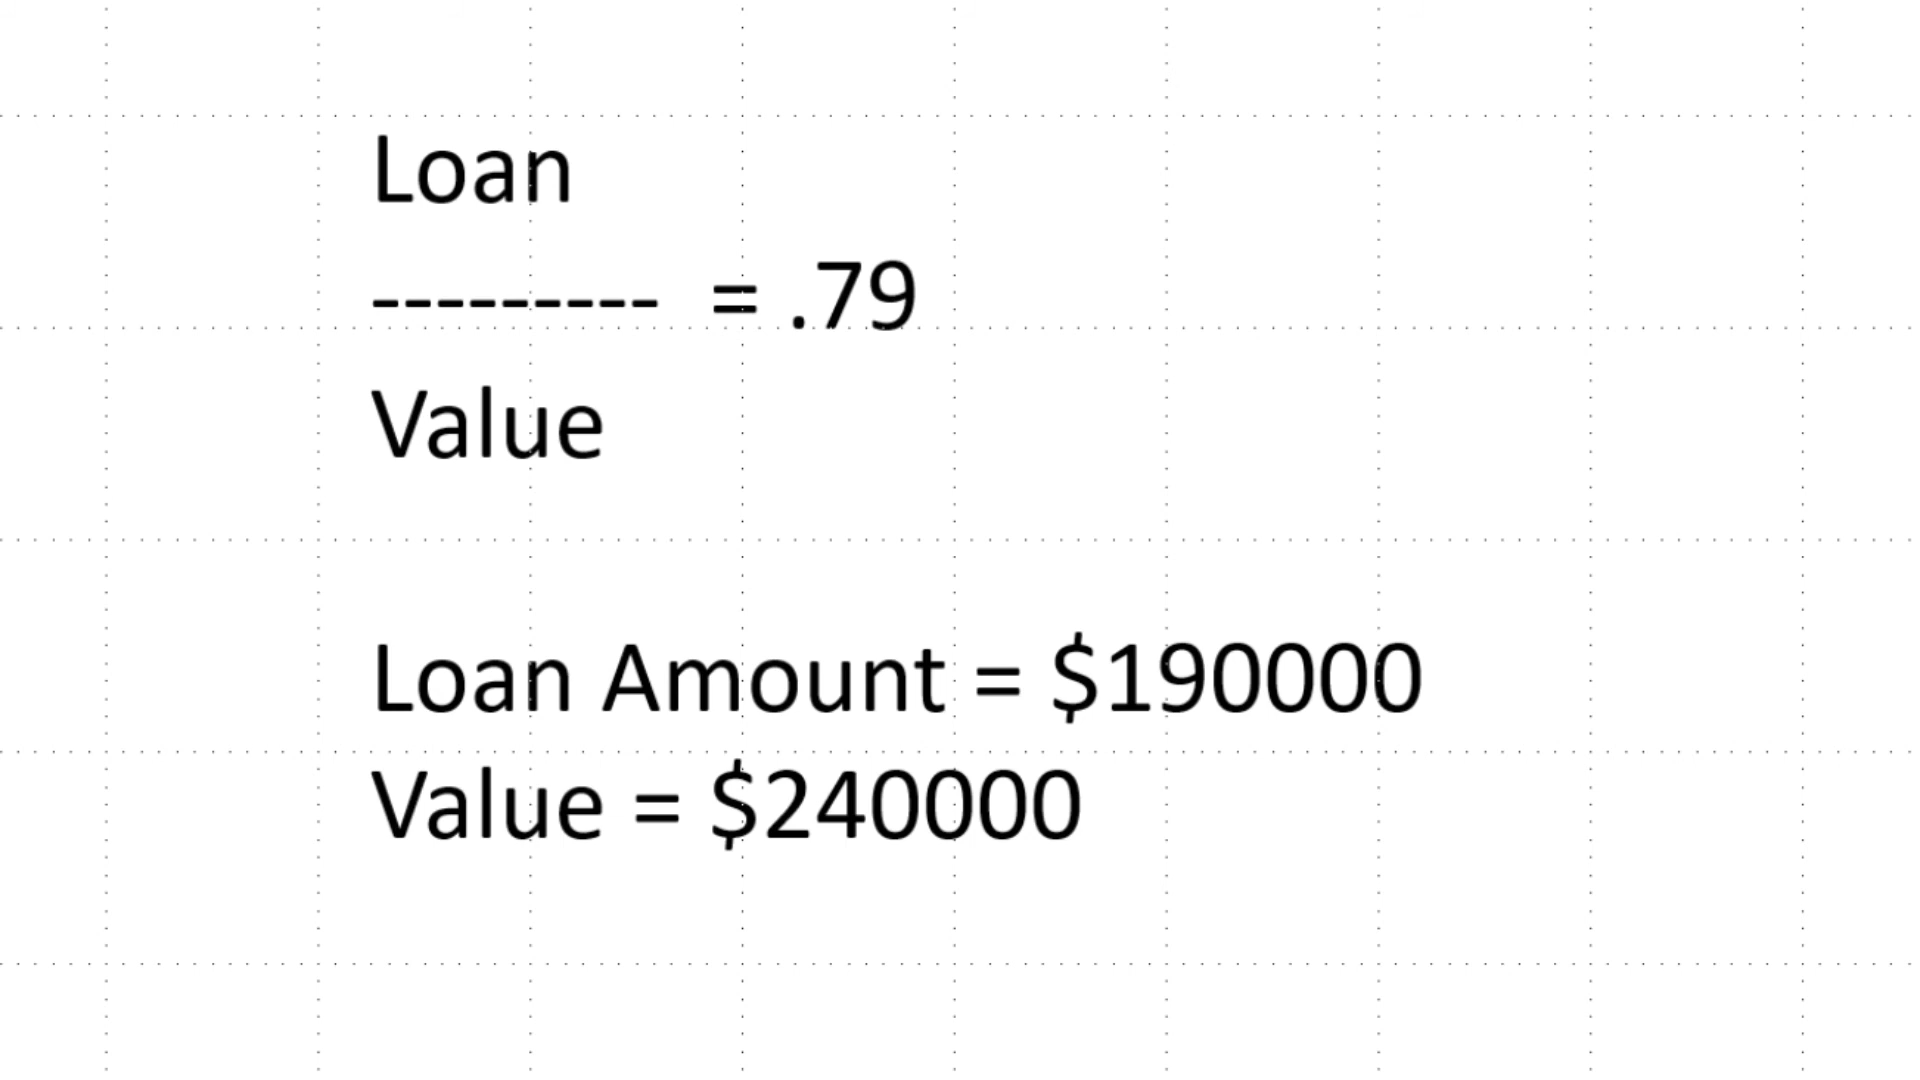 Loan
--------- = .79
Value
Loan Amount = $190000
Value = $240000